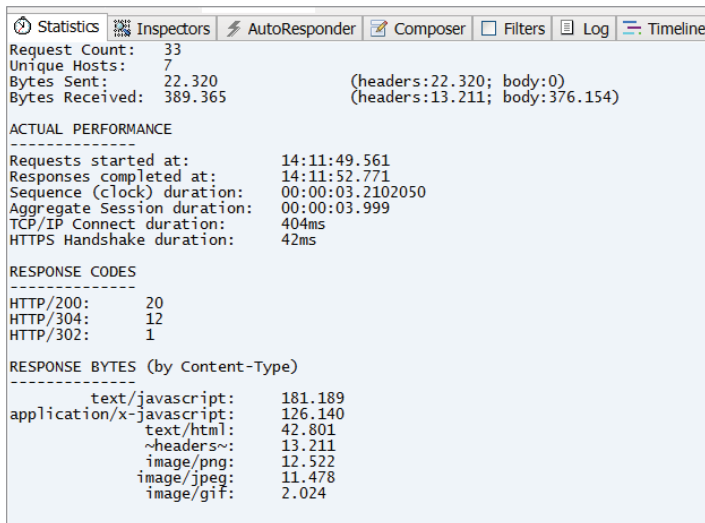 Statistics Inspectors AutoResponder Composer Filters Log Timeline
Request Count: 33
Unique Hosts: 7
Bytes Sent: 22.320 (headers:22.320; body:0)
Bytes Received: 389.365 (headers:13.211; body:376.154)
ACTUAL PERFORMANCE
--------------
Requests started at: 14:11:49.561
Responses completed at: 14:11:52.771
Sequence (clock) duration: 00:00:03.2102050
Aggregate Session duration: 00:00:03.999
TCP/IP Connect duration: 404ms
HTTPS Handshake duration: 42ms
RESPONSE CODES
--------------
HTTP/200: 20
HTTP/304: 12
HTTP/302: 1
RESPONSE BYTES (by Content-Type)
--------------
text/javascript: 181.189
application/x-javascript: 126.140
text/html: 42.801
~headers~: 13.211
image/png: 12.522
image/jpeg: 11.478
image/gif: 2.024